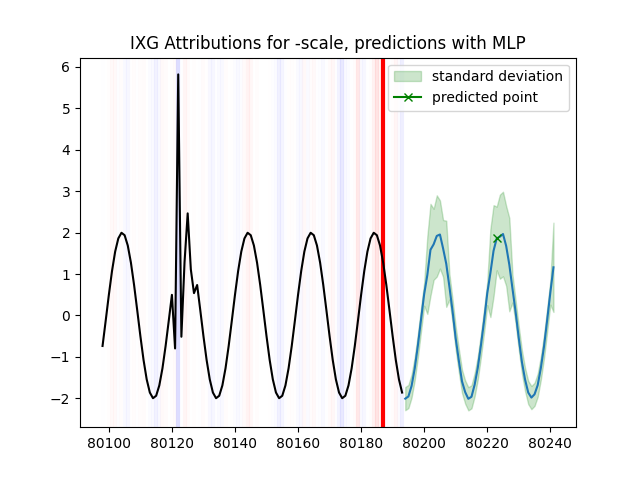 IXG Attributions for -scale, predictions with MLP
standard deviation
predicted point
6
5
4
3
2
1
0
−1
−2
80100 80120 80140 80160 80180 80200 80220 80240